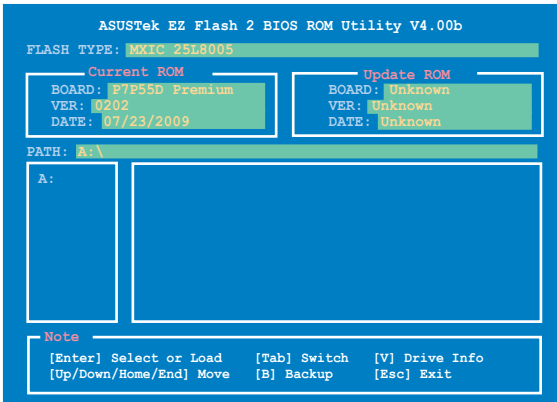 ASUSTek EZ Flash 2 BIOS ROM Utility V4.00b
FLASH TYPE: MXIC 25L8005
Current ROM
BOARD: P7P55D Premium
VER: 0202
DATE: 07/23/2009
Update ROM
BOARD: Unknown
VER: Unknown
DATE: Unknown
PATH: A:\
A:
Note
[Enter] Select or Load [Tab] Switch [V] Drive Info
[Up/Down/Home/End] Move [B] Backup [Esc] Exit